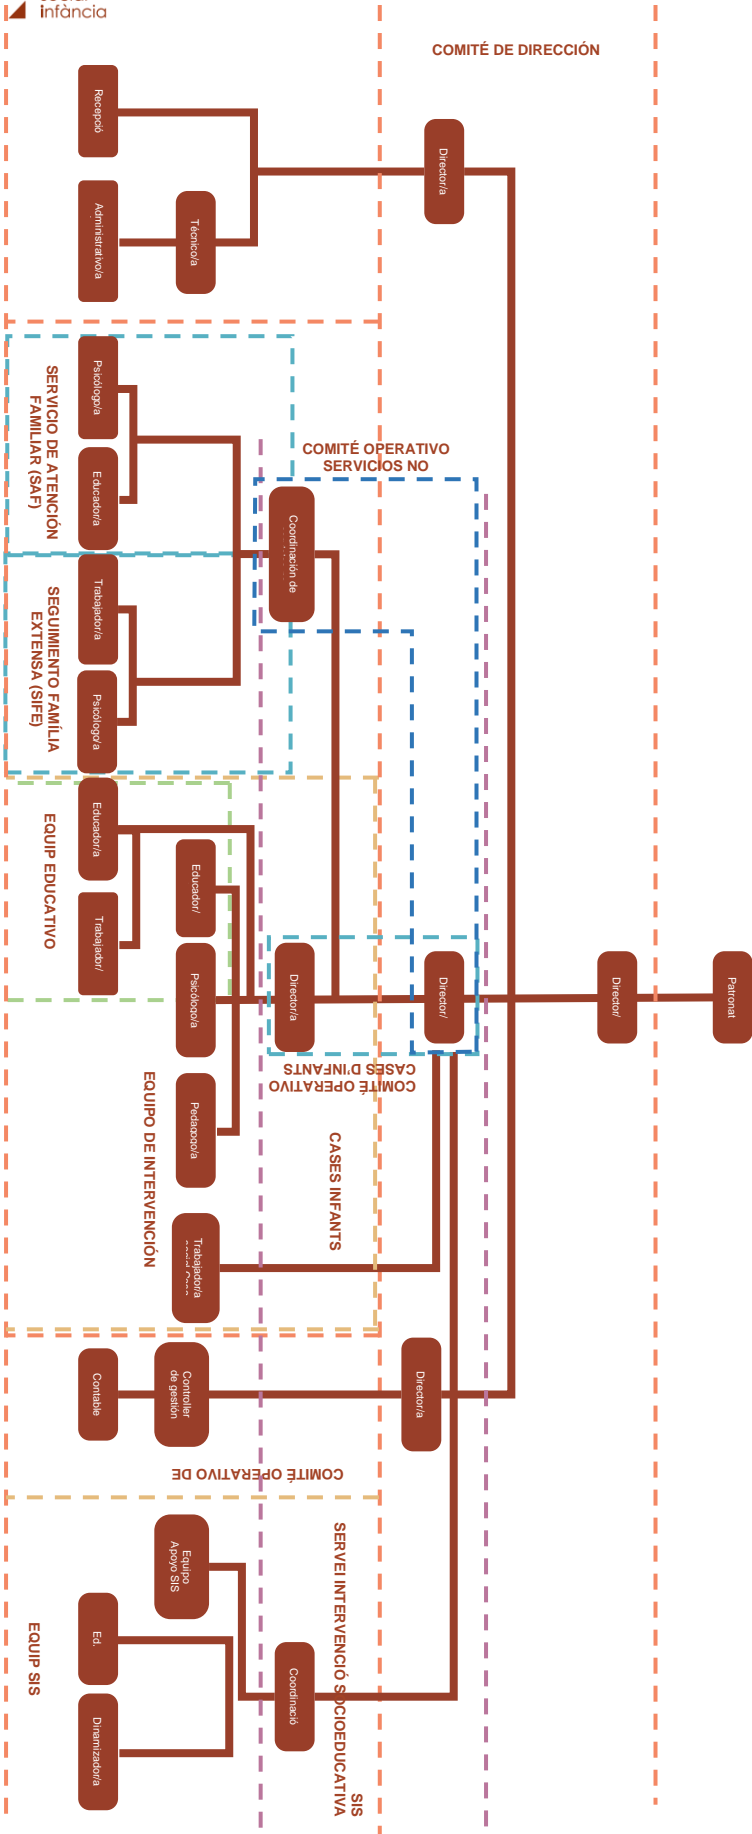 infància
COMITÉ DE DIRECCIÓN
Recepció
Director/a
Administrativo/a
Técnico/a
Psicólogo/a
SERVICIO DE ATENCIÓN
FAMILIAR (SAF)
Educador/a
COMITÉ OPERATIVO
SERVICIOS NO
Coordinación de
Trabajador/a
SEGUIMIENTO FAMÍLIA
EXTENSA (SIFE)
Psicólogo/a
Educador/a
EQUIP EDUCATIVO
Trabajador/
Educador/
Psicólogo/a
Director/a
Director/
Director/
Patronat
COMITÉ OPERATIVO
CASES D'INFANTS
Pedagogo/a
EQUIPO DE INTERVENCIÓN
CASES INFANTS
Trabajador/a
Contable
Controller
de gestión
Director/a
COMITÉ OPERATIVO DE
Equipo
Apoyo SIS
SERVEI INTERVENCIÓ SOCIOEDUCATIVA
SIS
EQUIP SIS
Ed.
Coordinació
Dinamizador/a